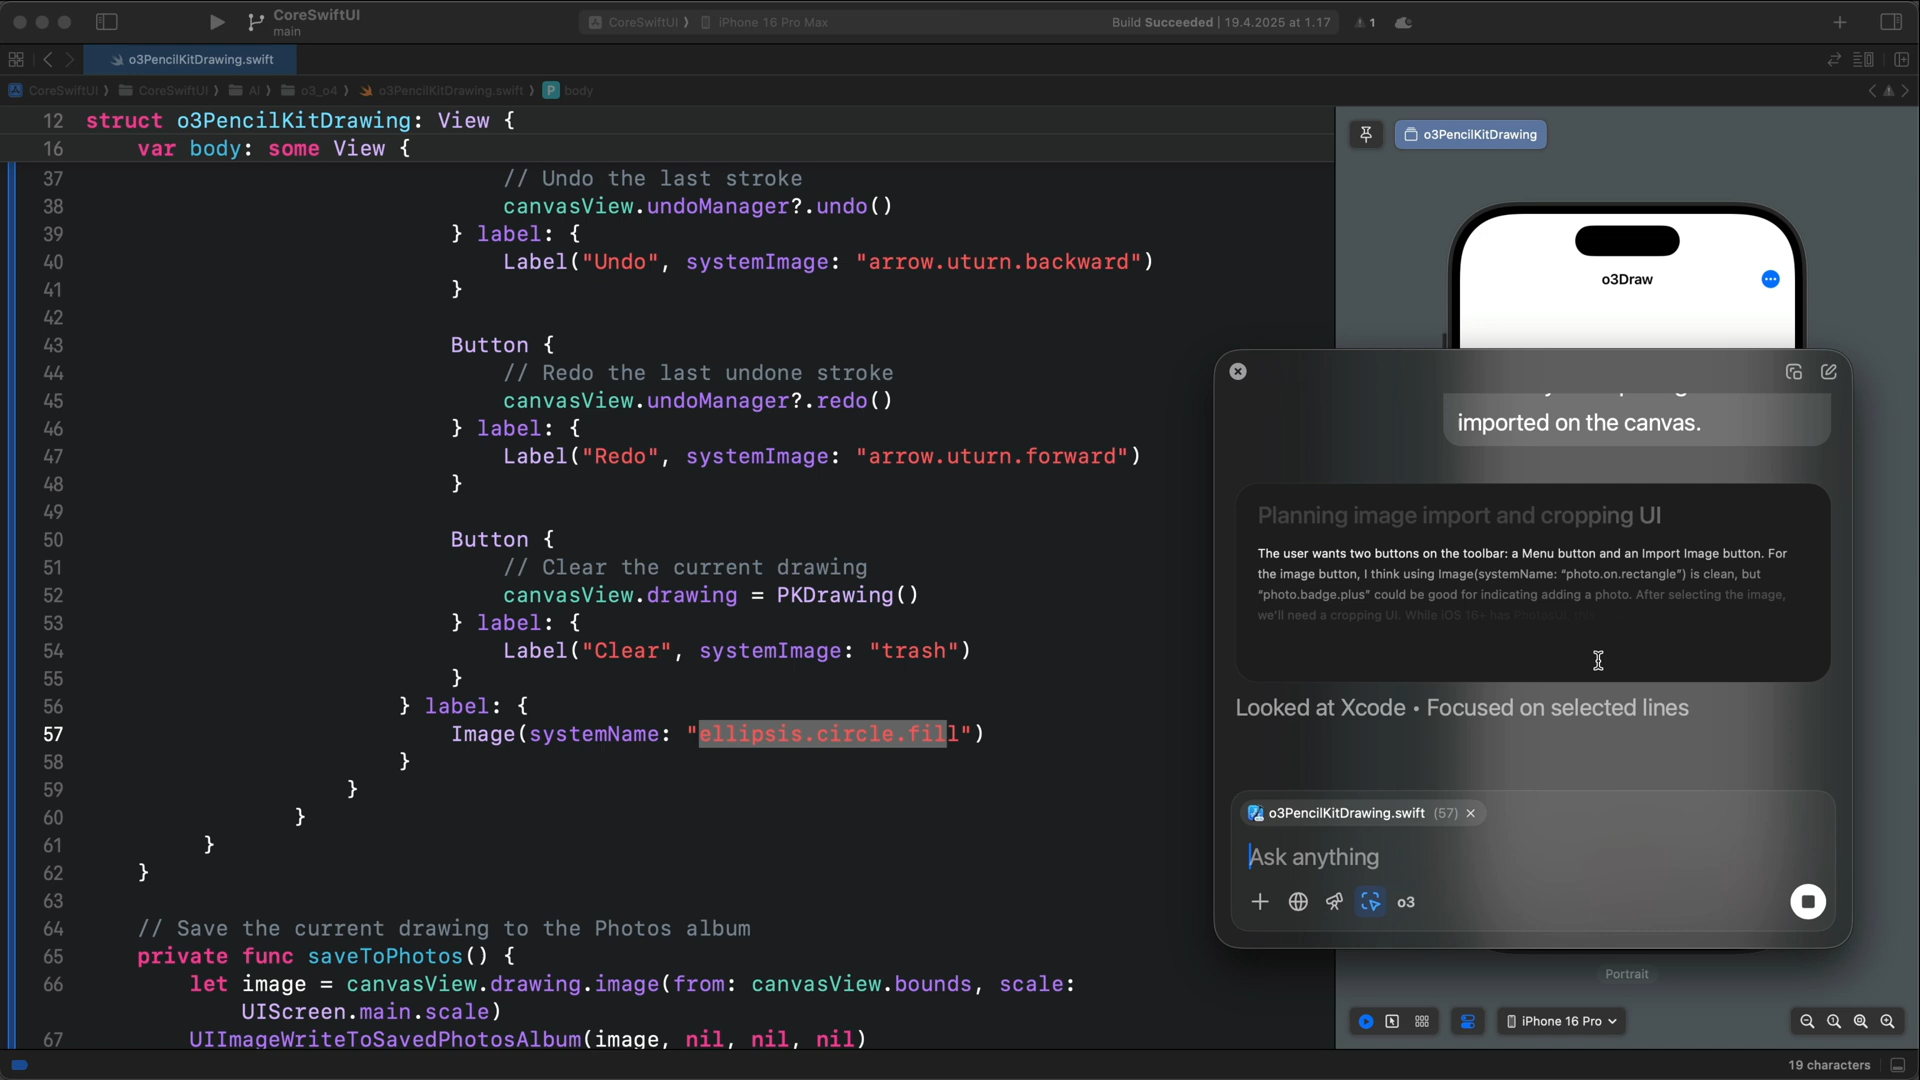 CoreSwiftUI
main
CoreSwiftUI ⟩ iPhone 16 Pro Max
Build Succeeded | 19.4.2025 at 1.17
1
o3PencilKitDrawing.swift
CoreSwiftUI ⟩ CoreSwiftUI ⟩ AI ⟩ o3_o4 ⟩ o3PencilKitDrawing.swift ⟩ P body
12 struct o3PencilKitDrawing: View {
16 var body: some View {
37 // Undo the last stroke
38 canvasView.undoManager?.undo()
39 } label: {
40 Label("Undo", systemImage: "arrow.uturn.backward")
41 }
42
43 Button {
44 // Redo the last undone stroke
45 canvasView.undoManager?.redo()
46 } label: {
47 Label("Redo", systemImage: "arrow.uturn.forward")
48 }
49
50 Button {
51 // Clear the current drawing
52 canvasView.drawing = PKDrawing()
53 } label: {
54 Label("Clear", systemImage: "trash")
55 }
56 } label: {
57 Image(systemName: "ellipsis.circle.fill")
58 }
59 }
60 }
61 }
62 }
63
64 // Save the current drawing to the Photos album
65 private func saveToPhotos() {
66 let image = canvasView.drawing.image(from: canvasView.bounds, scale:
UIScreen.main.scale)
67 UIImageWriteToSavedPhotosAlbum(image, nil, nil, nil)
o3PencilKitDrawing
o3Draw
imported on the canvas.
Planning image import and cropping UI
The user wants two buttons on the toolbar: a Menu button and an Import Image button. For
the image button, I think using Image(systemName: "photo.on.rectangle") is clean, but
"photo.badge.plus" could be good for indicating adding a photo. After selecting the image,
we'll need a cropping UI. While iOS 16+ has
Looked at Xcode • Focused on selected lines
o3PencilKitDrawing.swift (57)
Ask anything
o3
Portrait
iPhone 16 Pro
19 characters